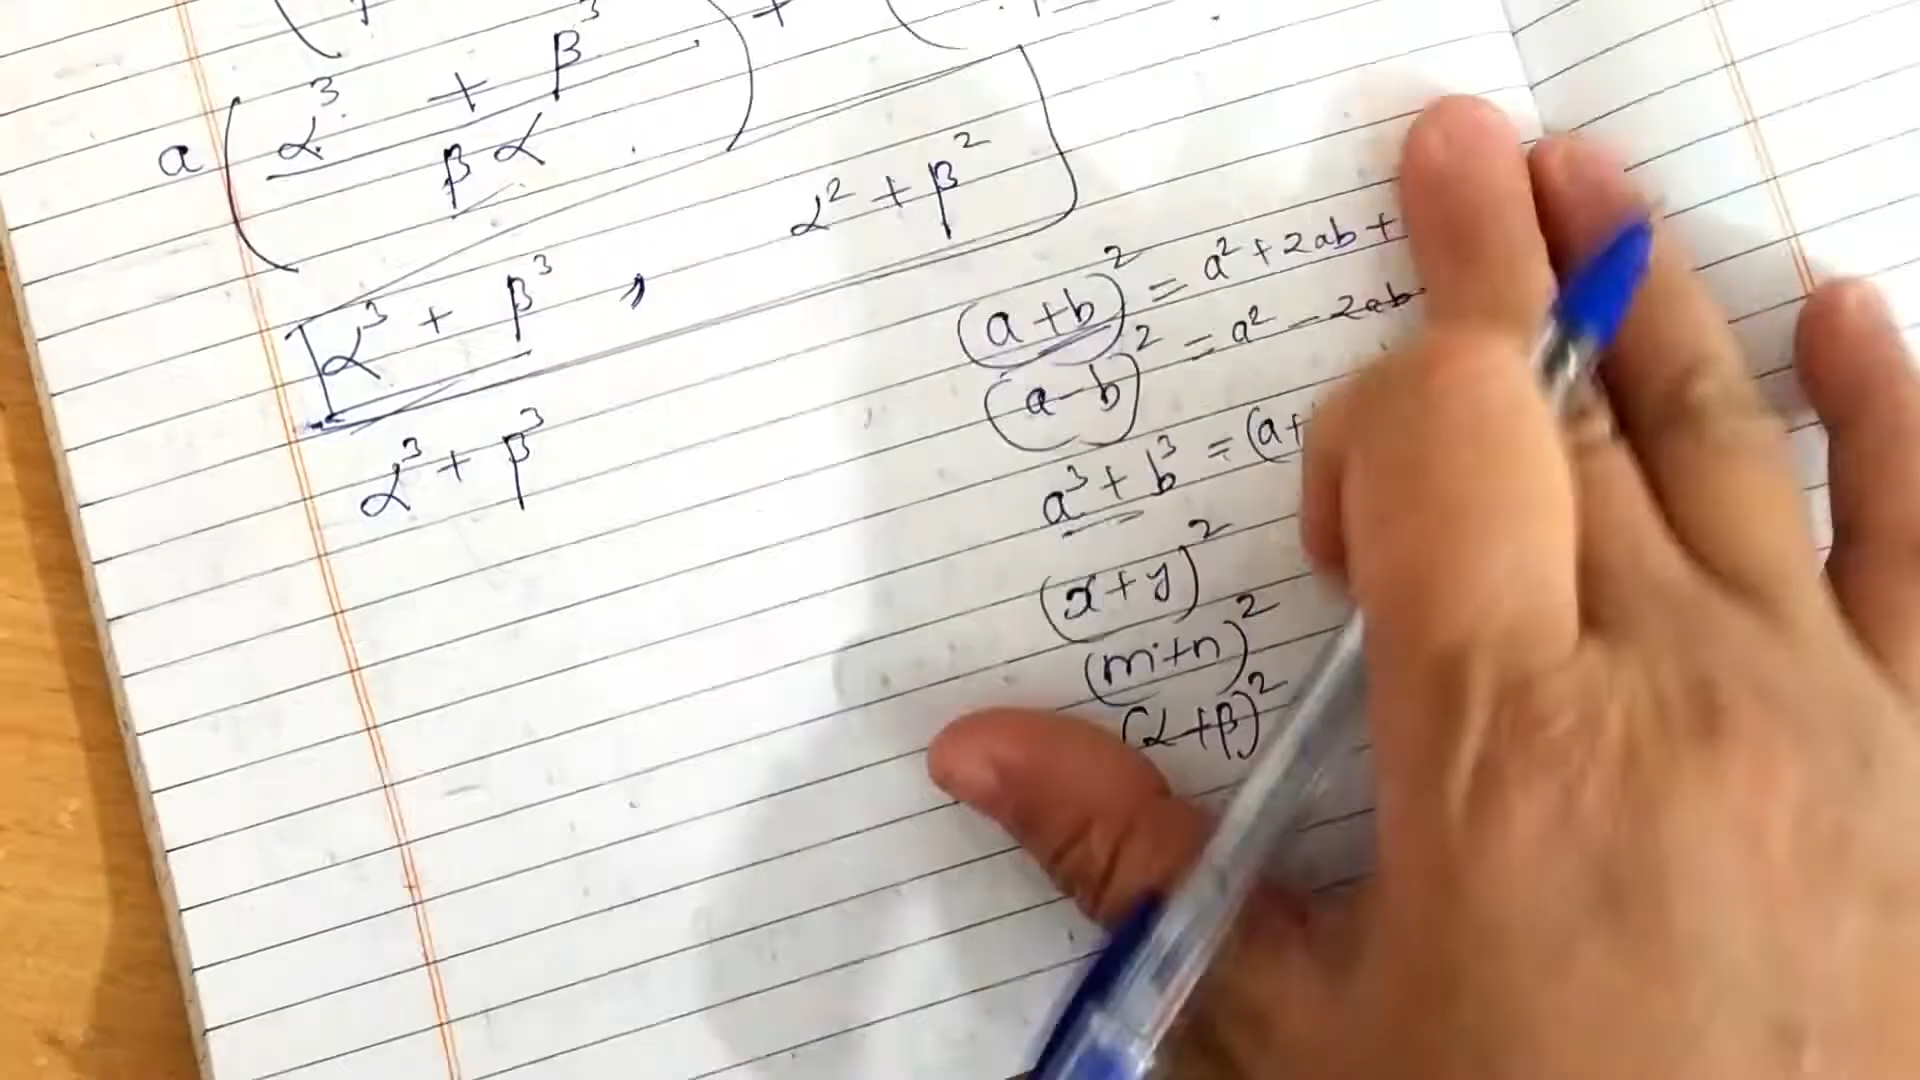 α³ + β³
a( βα ) +
α² + β²
α³ + β³ ,
α³ + β³
(a+b)² = a² + 2ab +
(a-b)² = a² - 2ab
a³ + b³ = (a+
(x+y)²
(m+n)²
(α+β)²